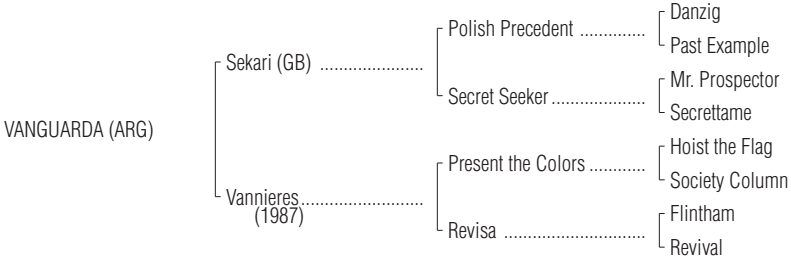 Danzig
Polish Precedent ..............
Past Example
Sekari (GB) ......................
Mr. Prospector
Secret Seeker....................
Secrettame
VANGUARDA (ARG)
Hoist the Flag
Present the Colors ............
Society Column
Vannieres..........................
(1987)
Flintham
Revisa ..............................
Revival